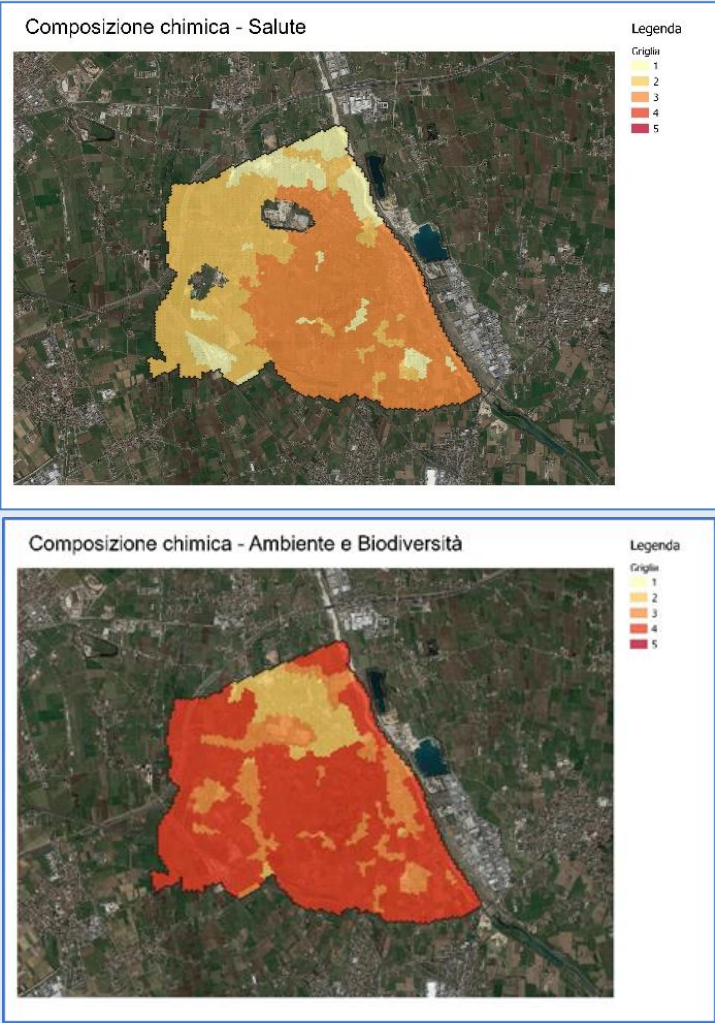 Composizione chimica - Salute
Legenda
Griglia
1
2
3
4
5
Composizione chimica - Ambiente e Biodiversità
Legenda
Griglia
1
2
3
4
5